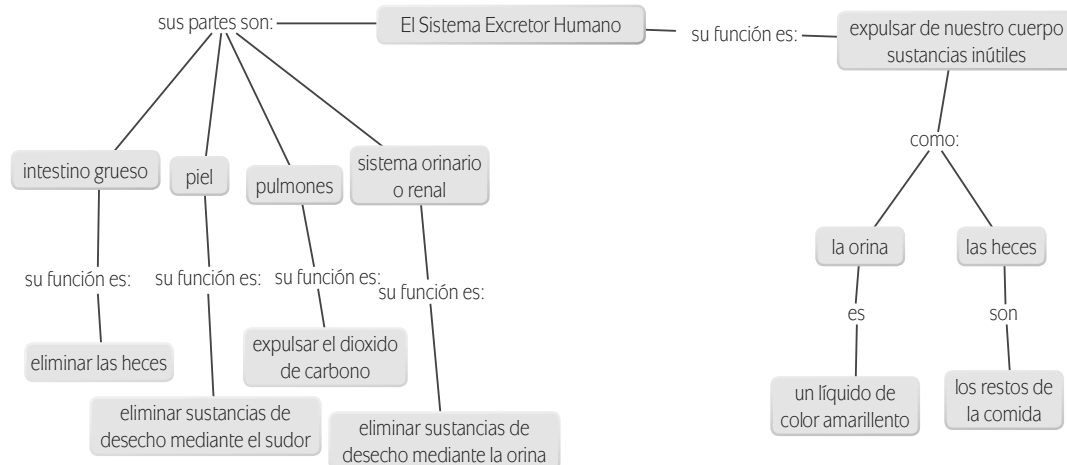 sus partes son:
El Sistema Excretor Humano
su función es:
expulsar de nuestro cuerpo
sustancias inútiles
como:
intestino grueso
piel
pulmones
sistema orinario
o renal
la orina
las heces
su función es:
su función es:
su función es:
su función es:
es
son
eliminar las heces
expulsar el dioxido
de carbono
un líquido de
color amarillento
los restos de
la comida
eliminar sustancias de
desecho mediante el sudor
eliminar sustancias de
desecho mediante la orina